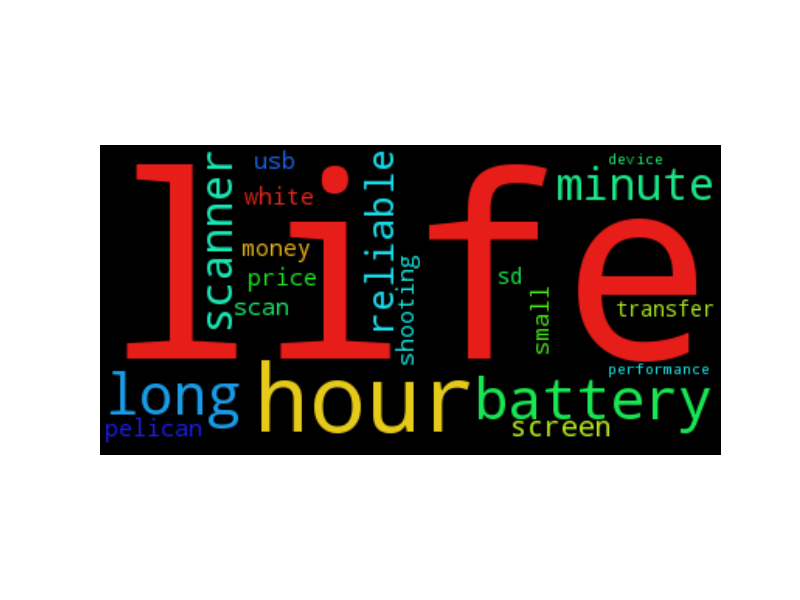 life
scanner
usb
white
money
price
scan
reliable
shooting
sd
small
device
minute
transfer
performance
long
hour
battery
pelican
screen